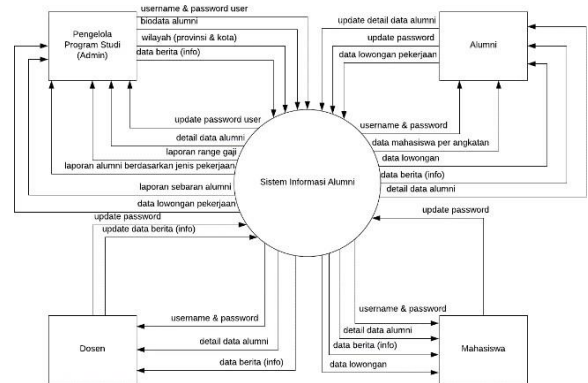 username & password user
biodata alumni
wilayah (provinsi & kota)
data berita (info)
Pengelola
Program Studi
(Admin)
update password user
detail data alumni
laporan range gaji
laporan alumni berdasarkan jenis pekerjaan
laporan sebaran alumni
data lowongan pekerjaan
update detail data alumni
update password
data lowongan pekerjaan
Alumni
username & password
data mahasiswa per angkatan
data lowongan
data berita (info)
detail data alumni
Sistem Informasi Alumni
update password
update data berita (info)
username & password
detail data alumni
data berita (info)
Dosen
update password
username & password
detail data alumni
data berita (info)
data lowongan
Mahasiswa